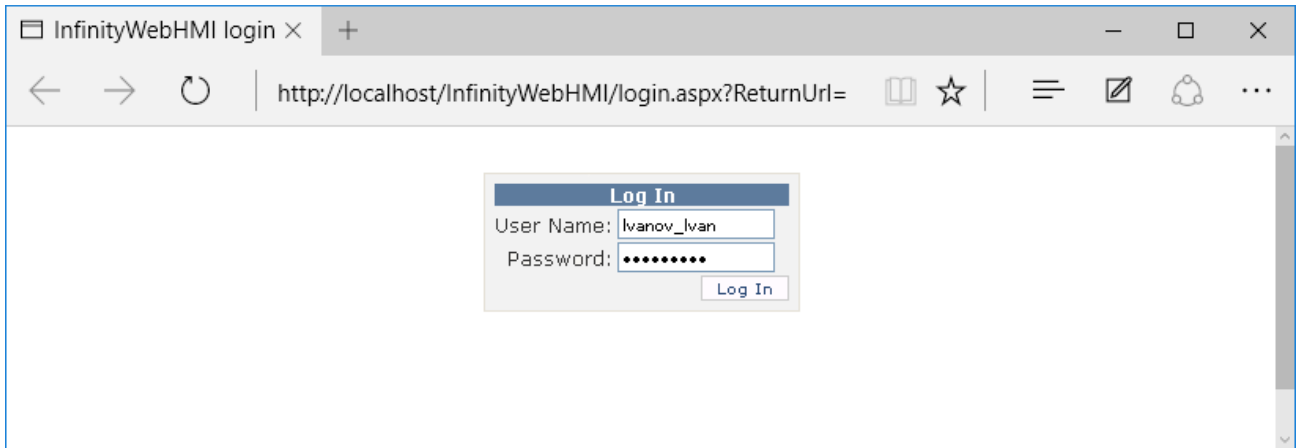 InfinityWebHMI login
http://localhost/InfinityWebHMI/login.aspx?ReturnUrl=
Log In
User Name: Ivanov_Ivan
Password: •••••••••
Log In